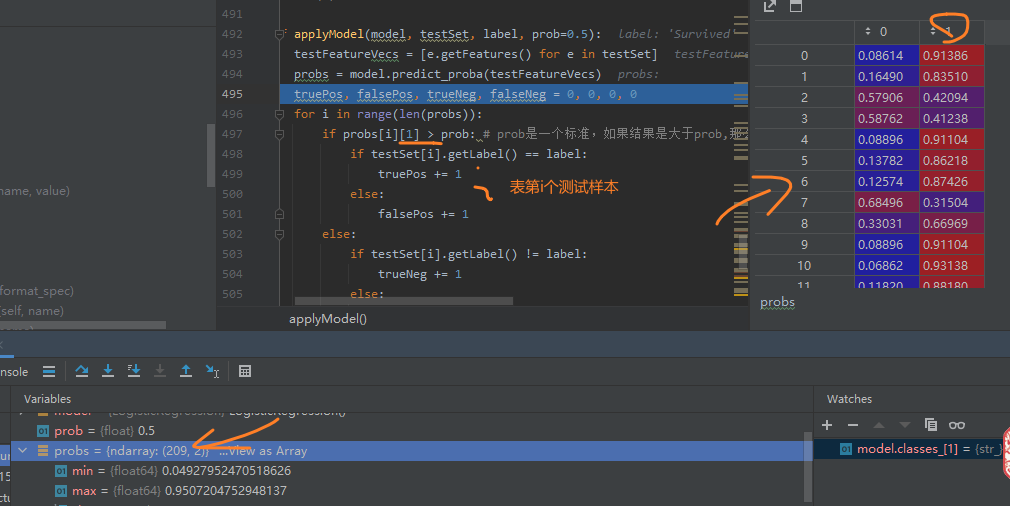 491
492 applyModel(model, testSet, label, prob=0.5): label: 'Survived'
493 testFeatureVecs = [e.getFeatures() for e in testSet] testFeature
494 probs = model.predict_proba(testFeatureVecs) probs:
495 truePos, falsePos, trueNeg, falseNeg = 0, 0, 0, 0
496 for i in range(len(probs)):
497 if probs[i][1] > prob: # prob是一个标准，如果结果是大于prob,
498 if testSet[i].getLabel() == label:
499 truePos += 1
表第i个测试样本
500 else:
501 falsePos += 1
502 else:
503 if testSet[i].getLabel() != label:
504 trueNeg += 1
505 else:
applyModel()
name, value)
format_spec)
(self, name)
0 1
0 0.08614 0.91386
1 0.16490 0.83510
2 0.57906 0.42094
3 0.58762 0.41238
4 0.08896 0.91104
5 0.13782 0.86218
6 0.12574 0.87426
7 0.68496 0.31504
8 0.33031 0.66969
9 0.08896 0.91104
10 0.06862 0.93138
11 0.11820 0.88180
probs
nsole
Variables
model = {LogisticRegression} LogisticRegression()
prob = {float} 0.5
probs = {ndarray: (209, 2)} ...View as Array
min = {float64} 0.04927952470518626
max = {float64} 0.9507204752948137
Watches
model.classes_[1] = {str_}